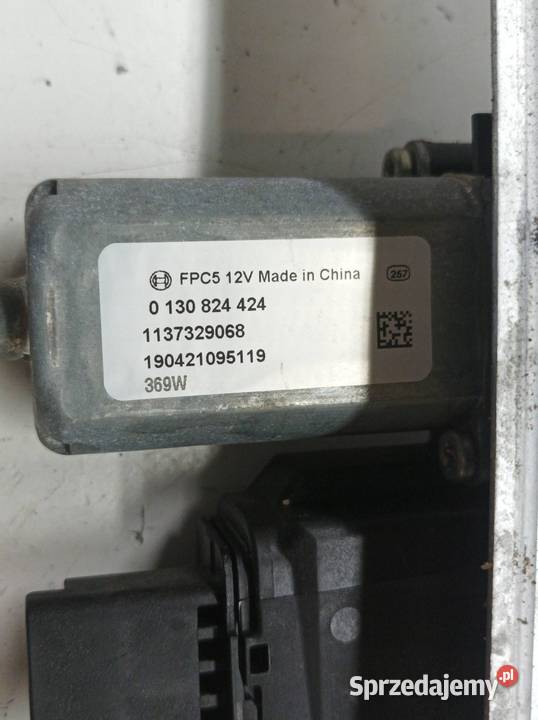 FPC5 12V Made in China
257
0 130 824 424
1137329068
190421095119
369W
Sprzedajemy.pl